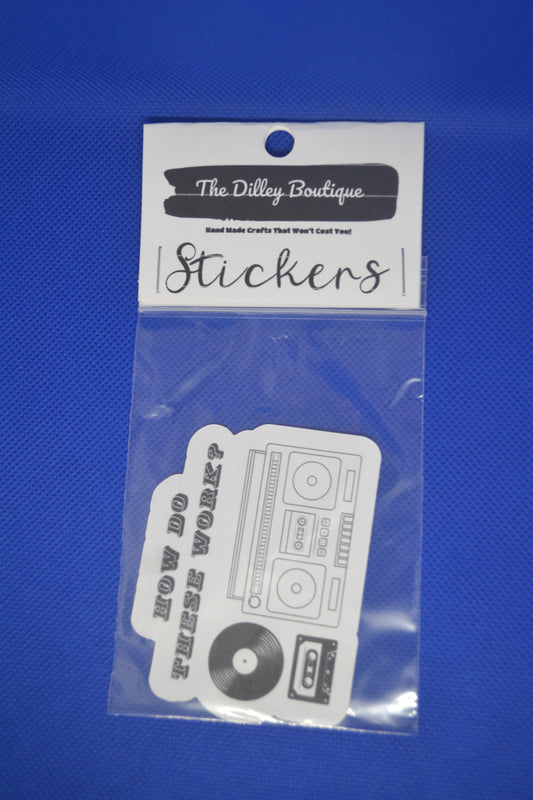 The Dilley Boutique
Hand Made Crafts That Won't Cost You!
Stickers
HOW DO
THESE WORK?